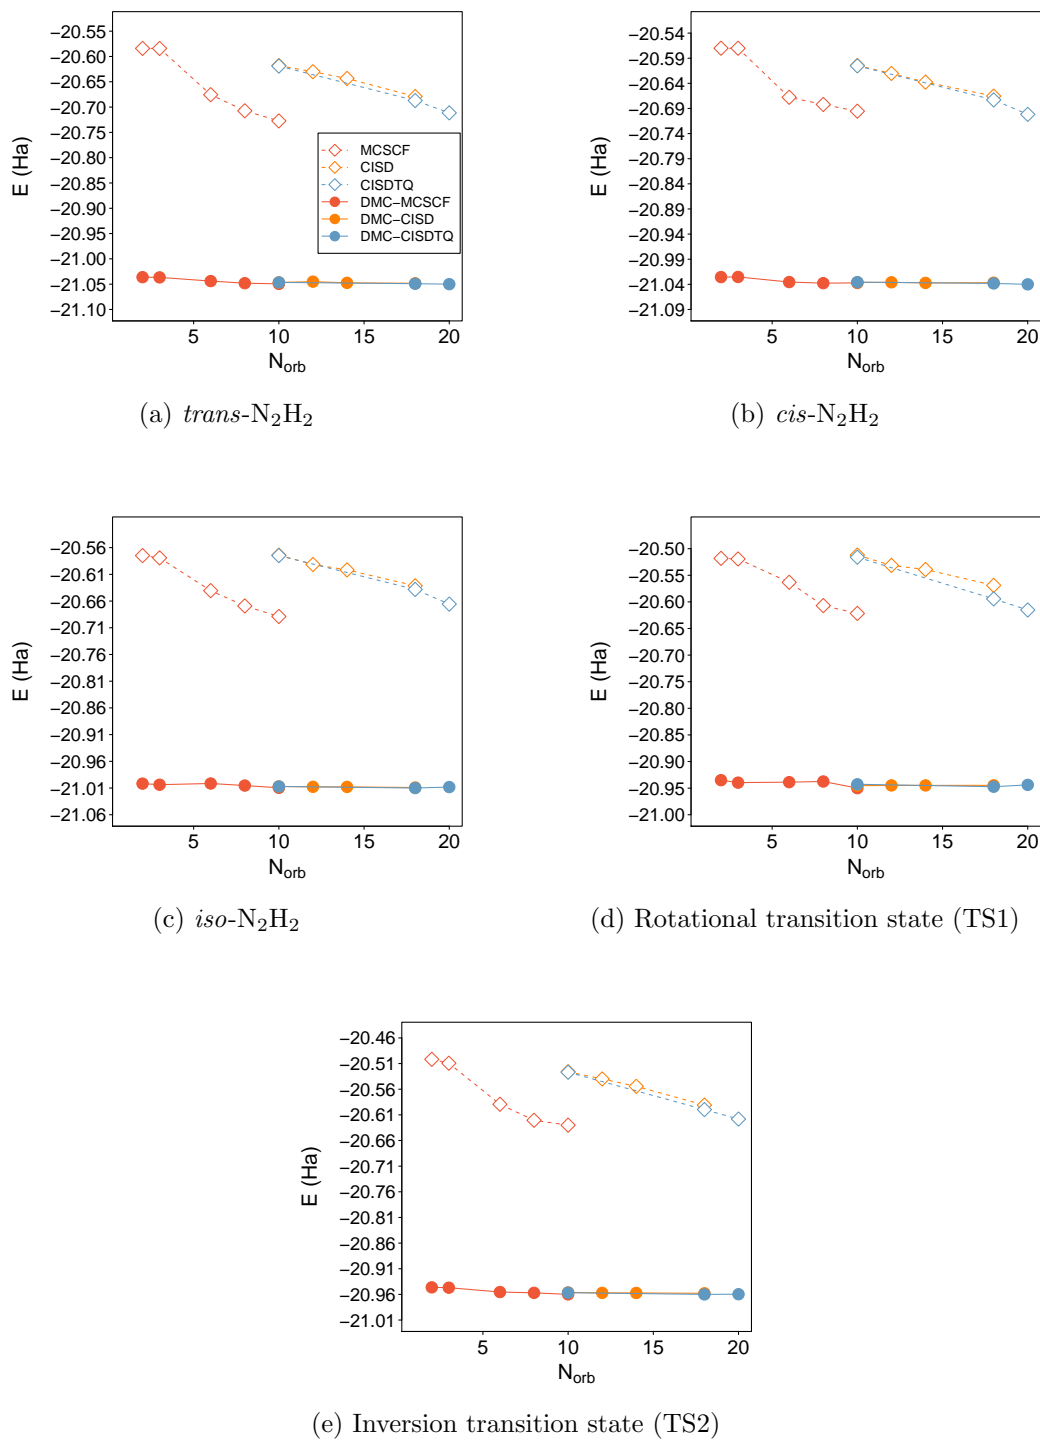 −20.55
−20.60
−20.65
−20.70
−20.75
−20.80
−20.85
−20.90
−20.95
−21.00
−21.05
−21.10
E (Ha)
5 10 15 20
N_orb
MCSCF
CISD
CISDTQ
DMC−MCSCF
DMC−CISD
DMC−CISDTQ
(a) trans-N₂H₂
−20.54
−20.59
−20.64
−20.69
−20.74
−20.79
−20.84
−20.89
−20.94
−20.99
−21.04
−21.09
E (Ha)
5 10 15 20
N_orb
(b) cis-N₂H₂
−20.56
−20.61
−20.66
−20.71
−20.76
−20.81
−20.86
−20.91
−20.96
−21.01
−21.06
E (Ha)
5 10 15 20
N_orb
(c) iso-N₂H₂
−20.50
−20.55
−20.60
−20.65
−20.70
−20.75
−20.80
−20.85
−20.90
−20.95
−21.00
E (Ha)
5 10 15 20
N_orb
(d) Rotational transition state (TS1)
−20.46
−20.51
−20.56
−20.61
−20.66
−20.71
−20.76
−20.81
−20.86
−20.91
−20.96
−21.01
E (Ha)
5 10 15 20
N_orb
(e) Inversion transition state (TS2)